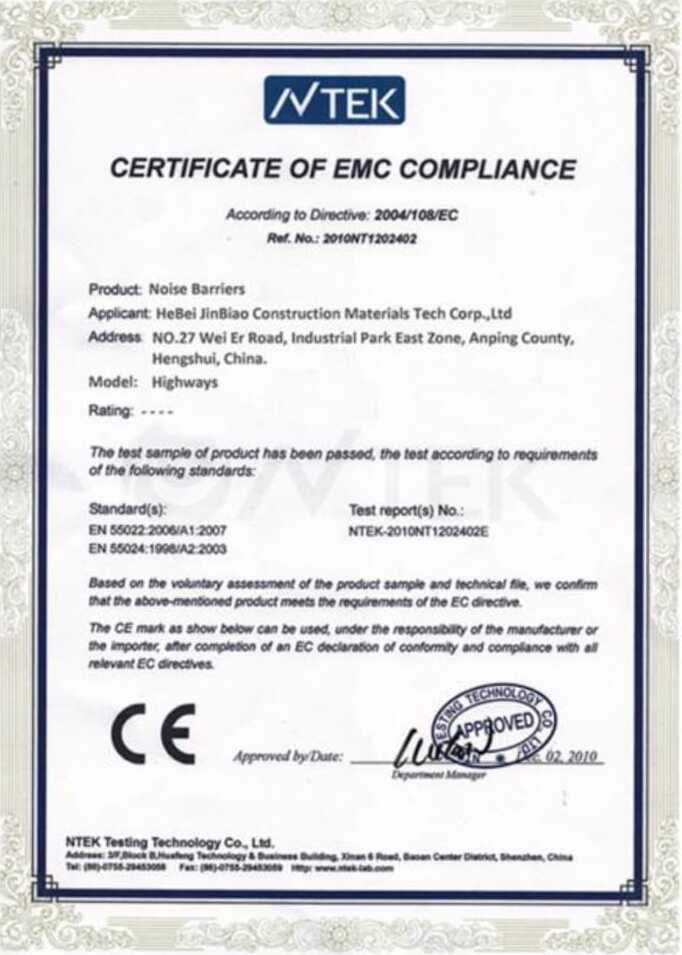 NTEK
CERTIFICATE OF EMC COMPLIANCE
According to Directive: 2004/108/EC
Ref. No.: 2010NT1202402
Product: Noise Barriers
Applicant: HeBei JinBiao Construction Materials Tech Corp.,Ltd
Address NO.27 Wei Er Road, Industrial Park East Zone, Anping County,
Hengshui, China.
Model: Highways
Rating: ----
The test sample of product has been passed, the test according to requirements
of the following standards:
Standard(s):
EN 55022:2006/A1:2007
EN 55024:1998/A2:2003
Test report(s) No.:
NTEK-2010NT1202402E
Based on the voluntary assessment of the product sample and technical file, we confirm
that the above-mentioned product meets the requirements of the EC directive.
The CE mark as show below can be used, under the responsibility of the manufacturer or
the importer, after completion of an EC declaration of conformity and compliance with all
relevant EC directives.
CE
Approved by/Date:
TESTING TECHNOLOGY CO., LTD.
APPROVED
02, 2010
Department Manager
NTEK Testing Technology Co., Ltd.
Address: 3/F,Block B,Huafeng Technology & Business Building, Xinan 6 Road, Baoan Center District, Shenzhen, China
Tel: (86)-0755-29453058 Fax: (86)-0755-29453059 Http: www.ntek-lab.com